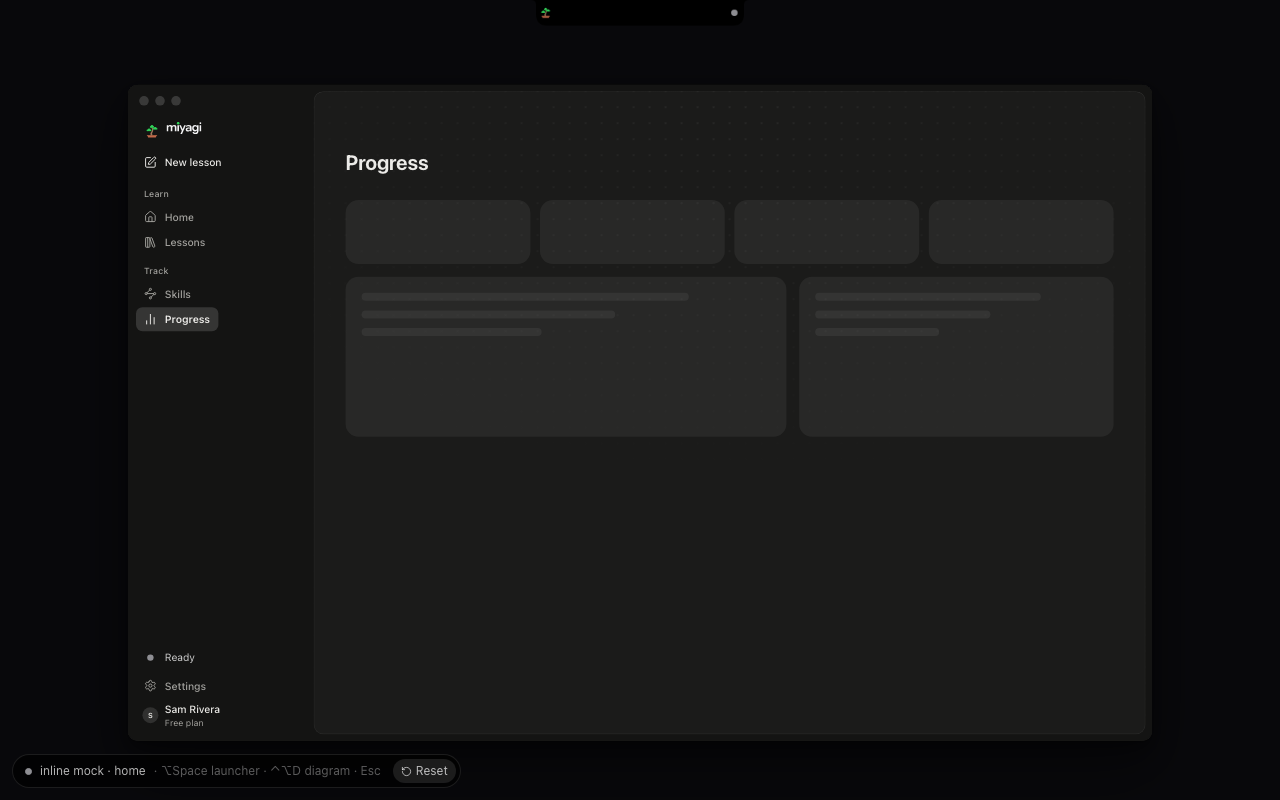 miyagi
New lesson
Learn
Home
Lessons
Track
Skills
Progress
Progress
Ready
Settings
S
Sam Rivera
Free plan
inline mock · home · ⌥Space launcher · ^⌥D diagram · Esc
Reset